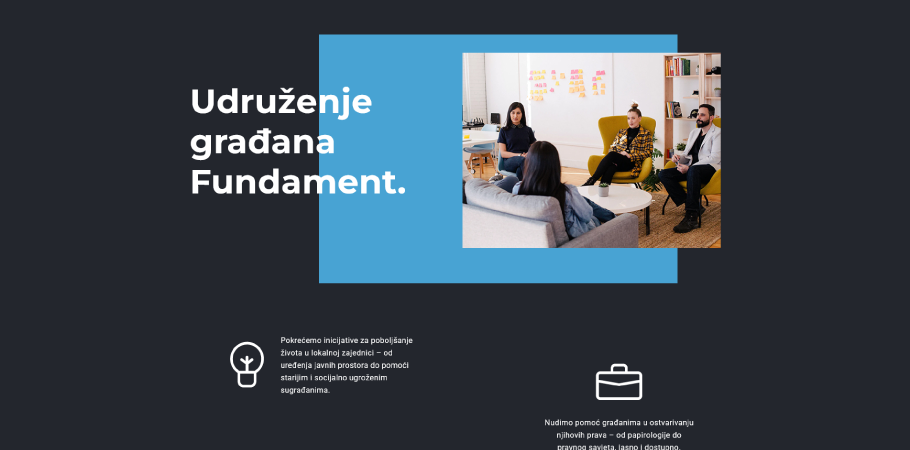 Udruženje
građana
Fundament.
Pokrećemo inicijative za poboljšanje
života u lokalnoj zajednici – od
uređenja javnih prostora do pomoći
starijim i socijalno ugroženim
sugrađanima.
Nudimo pomoć građanima u ostvarivanju
njihovih prava – od papirologije do
pravnog savjeta, jasno i dostupno.